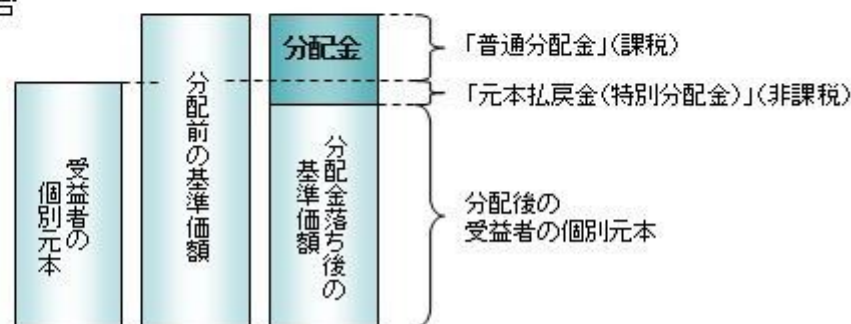 分配金
「普通分配金」(課税)
「元本払戻金(特別分配金)」(非課税)
受益者の
個別元本
分配前の基準価額
分配金落ち後の
基準価額
分配後の
受益者の個別元本